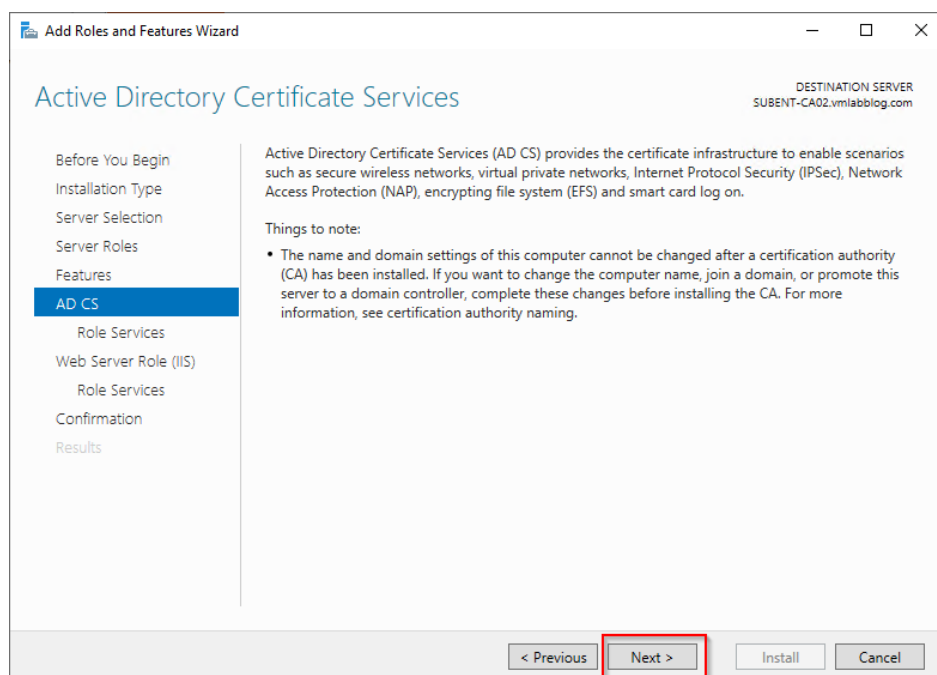 Add Roles and Features Wizard
Active Directory Certificate Services
DESTINATION SERVER
SUBENT-CA02.vmlabblog.com
Before You Begin
Installation Type
Server Selection
Server Roles
Features
AD CS
Role Services
Web Server Role (IIS)
Role Services
Confirmation
Results
Active Directory Certificate Services (AD CS) provides the certificate infrastructure to enable scenarios
such as secure wireless networks, virtual private networks, Internet Protocol Security (IPSec), Network
Access Protection (NAP), encrypting file system (EFS) and smart card log on.
Things to note:
• The name and domain settings of this computer cannot be changed after a certification authority
(CA) has been installed. If you want to change the computer name, join a domain, or promote this
server to a domain controller, complete these changes before installing the CA. For more
information, see certification authority naming.
< Previous
Next >
Install
Cancel